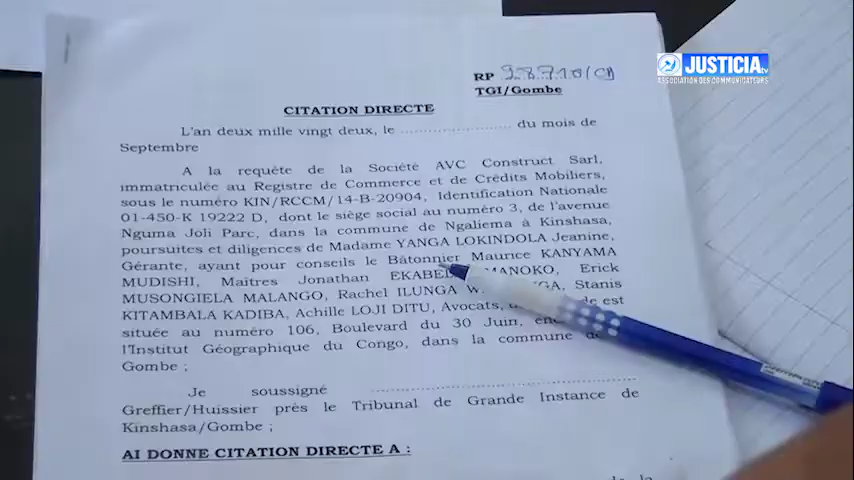 JUSTICIA tv
ASSOCIATION DES COMMUNICATEURS
RP 28710/CD
TGI/Gombe
CITATION DIRECTE
L'an deux mille vingt deux, le ........................ du mois de
Septembre
A la requête de la Société AVC Construct Sarl,
immatriculée au Registre de Commerce et de Crédits Mobiliers,
sous le numéro KIN/RCCM/14-B-20904, Identification Nationale
01-450-K 19222 D, dont le siège social au numéro 3, de l'avenue
Nguma Joli Parc, dans la commune de Ngaliema à Kinshasa,
poursuites et diligences de Madame YANGA LOKINDOLA Jeanine,
Gérante, ayant pour conseils le Bâtonnier Maurice KANYAMA
MUDISHI, Maîtres Jonathan Erick
MUSONGIELA MALANGO, Rachel ILUNGA Stanis
KITAMBALA KADIBA, Achille LOJI DITU, Avocats, est
située au numéro 106, Boulevard du 30 Juin,
l'Institut Géographique du Congo, dans la commune de
Gombe ;
Je soussigné ................................................
Greffier/Huissier près le Tribunal de Grande Instance de
Kinshasa/Gombe ;
AI DONNE CITATION DIRECTE A :